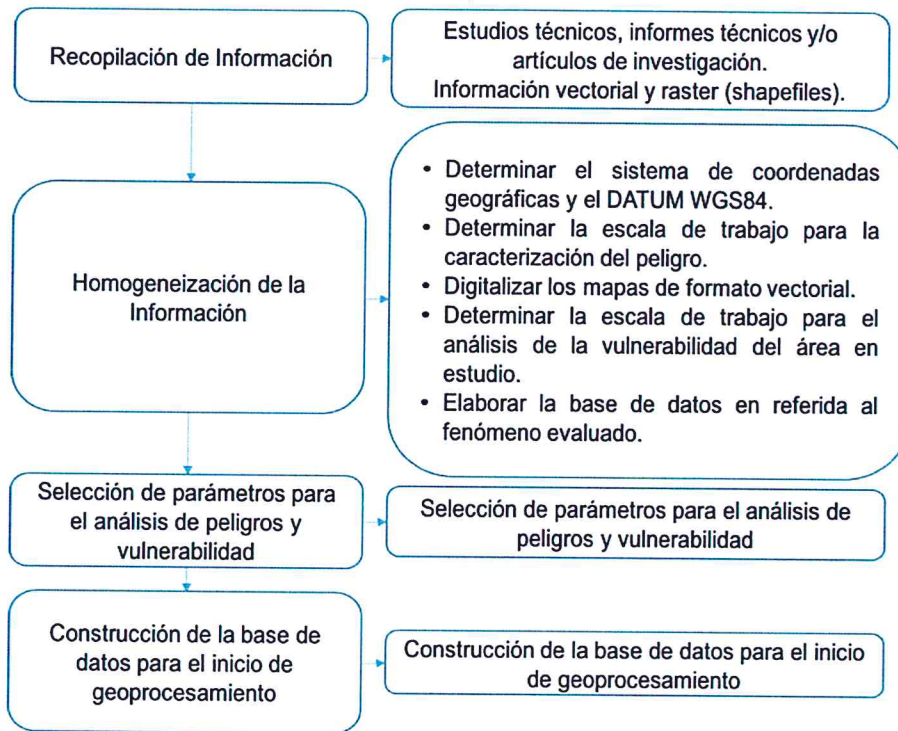 Recopilación de Información
Estudios técnicos, informes técnicos y/o
artículos de investigación.
Información vectorial y raster (shapefiles).
Homogeneización de la
Información
• Determinar el sistema de coordenadas
geográficas y el DATUM WGS84.
• Determinar la escala de trabajo para la
caracterización del peligro.
• Digitalizar los mapas de formato vectorial.
• Determinar la escala de trabajo para el
análisis de la vulnerabilidad del área en
estudio.
• Elaborar la base de datos en referida al
fenómeno evaluado.
Selección de parámetros para
el análisis de peligros y
vulnerabilidad
Selección de parámetros para el análisis de
peligros y vulnerabilidad
Construcción de la base de
datos para el inicio de
geoprocesamiento
Construcción de la base de datos para el inicio
de geoprocesamiento